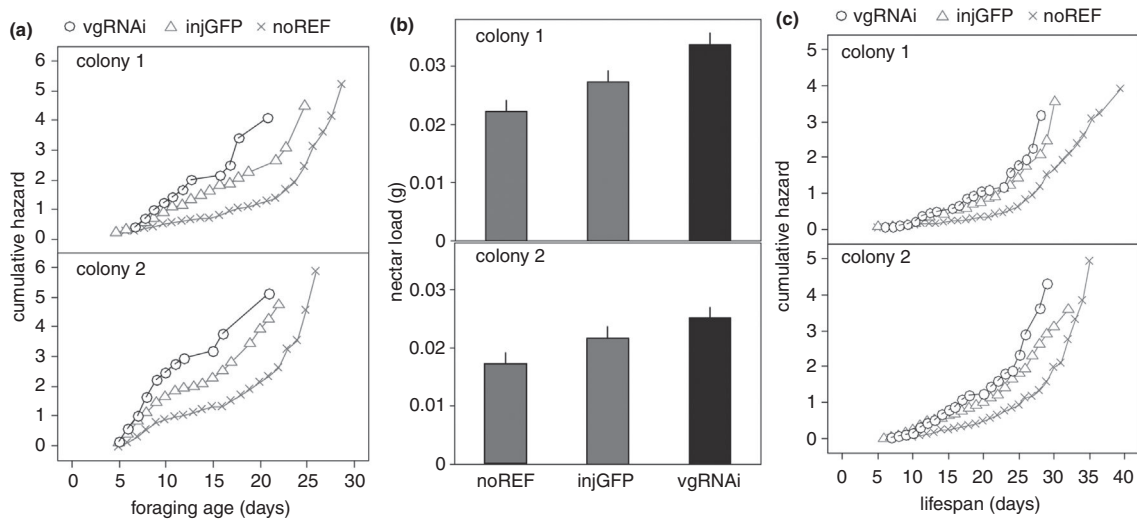 (a)
vgRNAi injGFP noREF
colony 1
6
5
4
3
2
1
0
colony 2
6
5
4
3
2
1
0
cumulative hazard
0 5 10 15 20 25 30
foraging age (days)
(b)
colony 1
0.03
0.02
0.01
0
colony 2
0.03
0.02
0.01
0
nectar load (g)
noREF injGFP vgRNAi
(c)
vgRNAi injGFP noREF
colony 1
5
4
3
2
1
0
colony 2
5
4
3
2
1
0
cumulative hazard
0 5 10 15 20 25 30 35 40
lifespan (days)